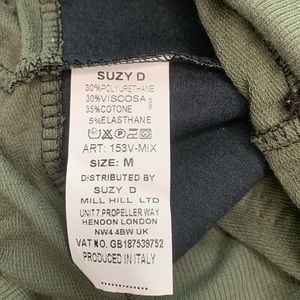 SUZY D
30%POLYURETHANE
30%VISCOSA
35%COTONE
5%ELASTHANE
ART: 153V-MIX
SIZE: M
DISTRIBUTED BY
SUZY D
MILL HILL LTD
UNIT 7, PROPELLER WAY
HENDON LONDON
NW4 4BW UK
VAT NO. GB187539752
PRODUCED IN ITALY